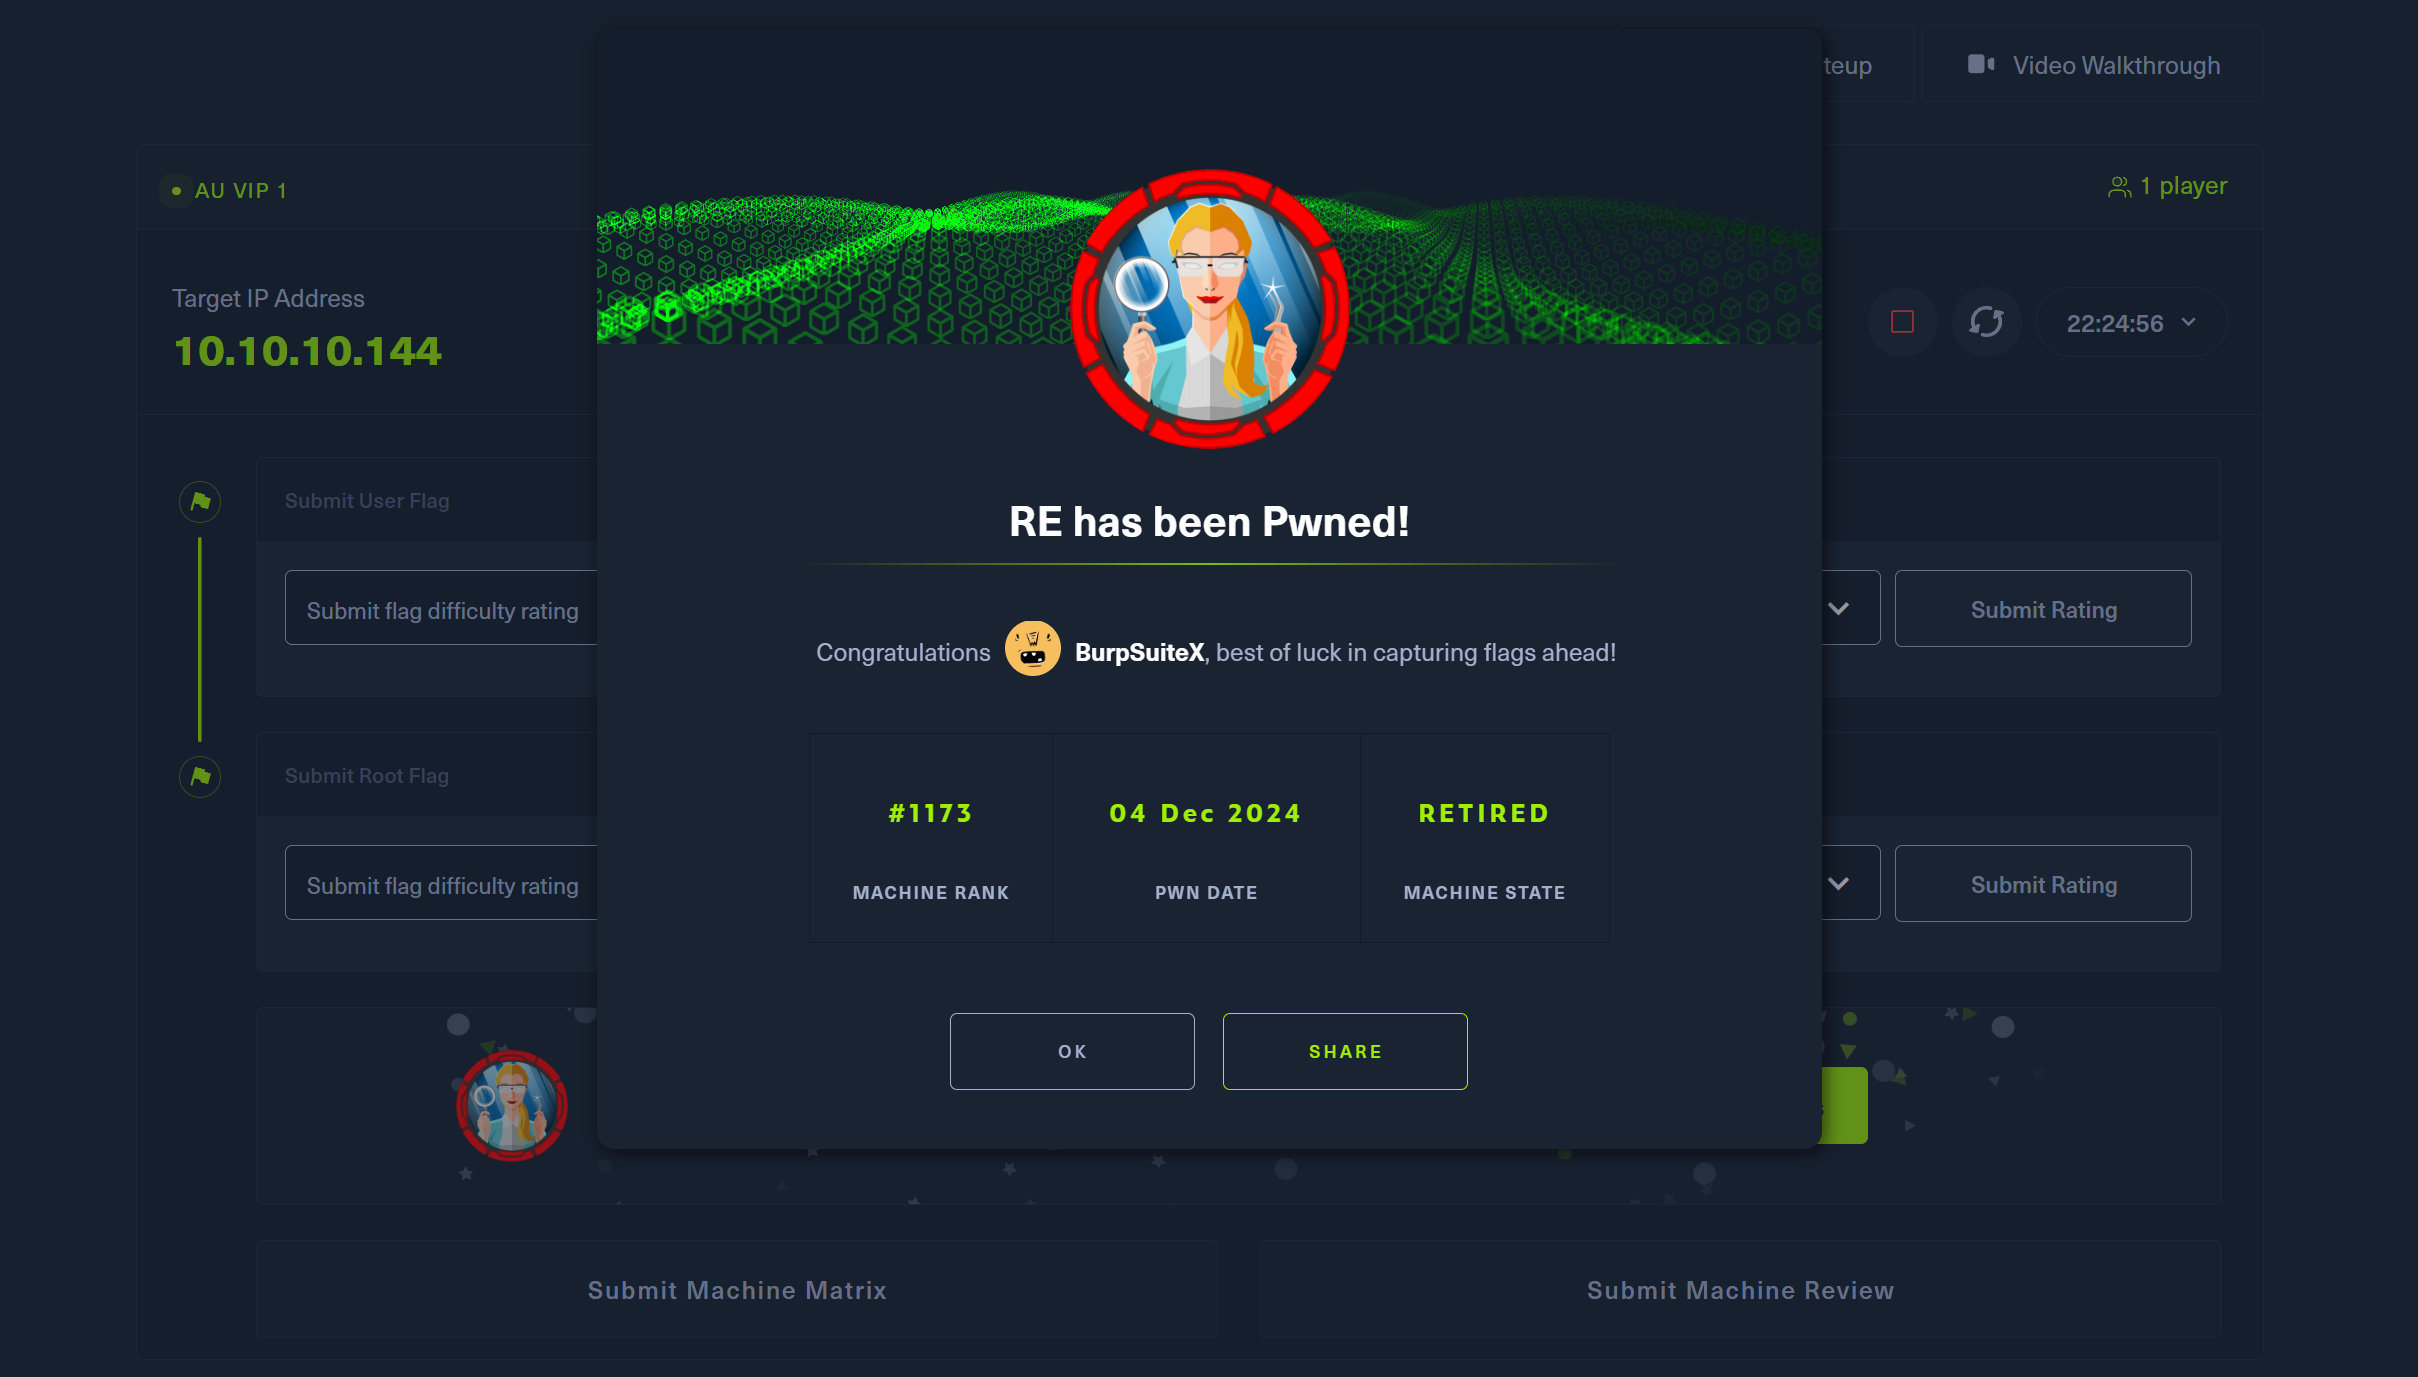 teup
Video Walkthrough
AU VIP 1
1 player
Target IP Address
10.10.10.144
22:24:56
Submit User Flag
Submit flag difficulty rating
Submit Rating
Submit Root Flag
Submit flag difficulty rating
Submit Rating
RE has been Pwned!
Congratulations BurpSuiteX, best of luck in capturing flags ahead!
#1173
MACHINE RANK
04 Dec 2024
PWN DATE
RETIRED
MACHINE STATE
OK
SHARE
Submit Machine Matrix
Submit Machine Review